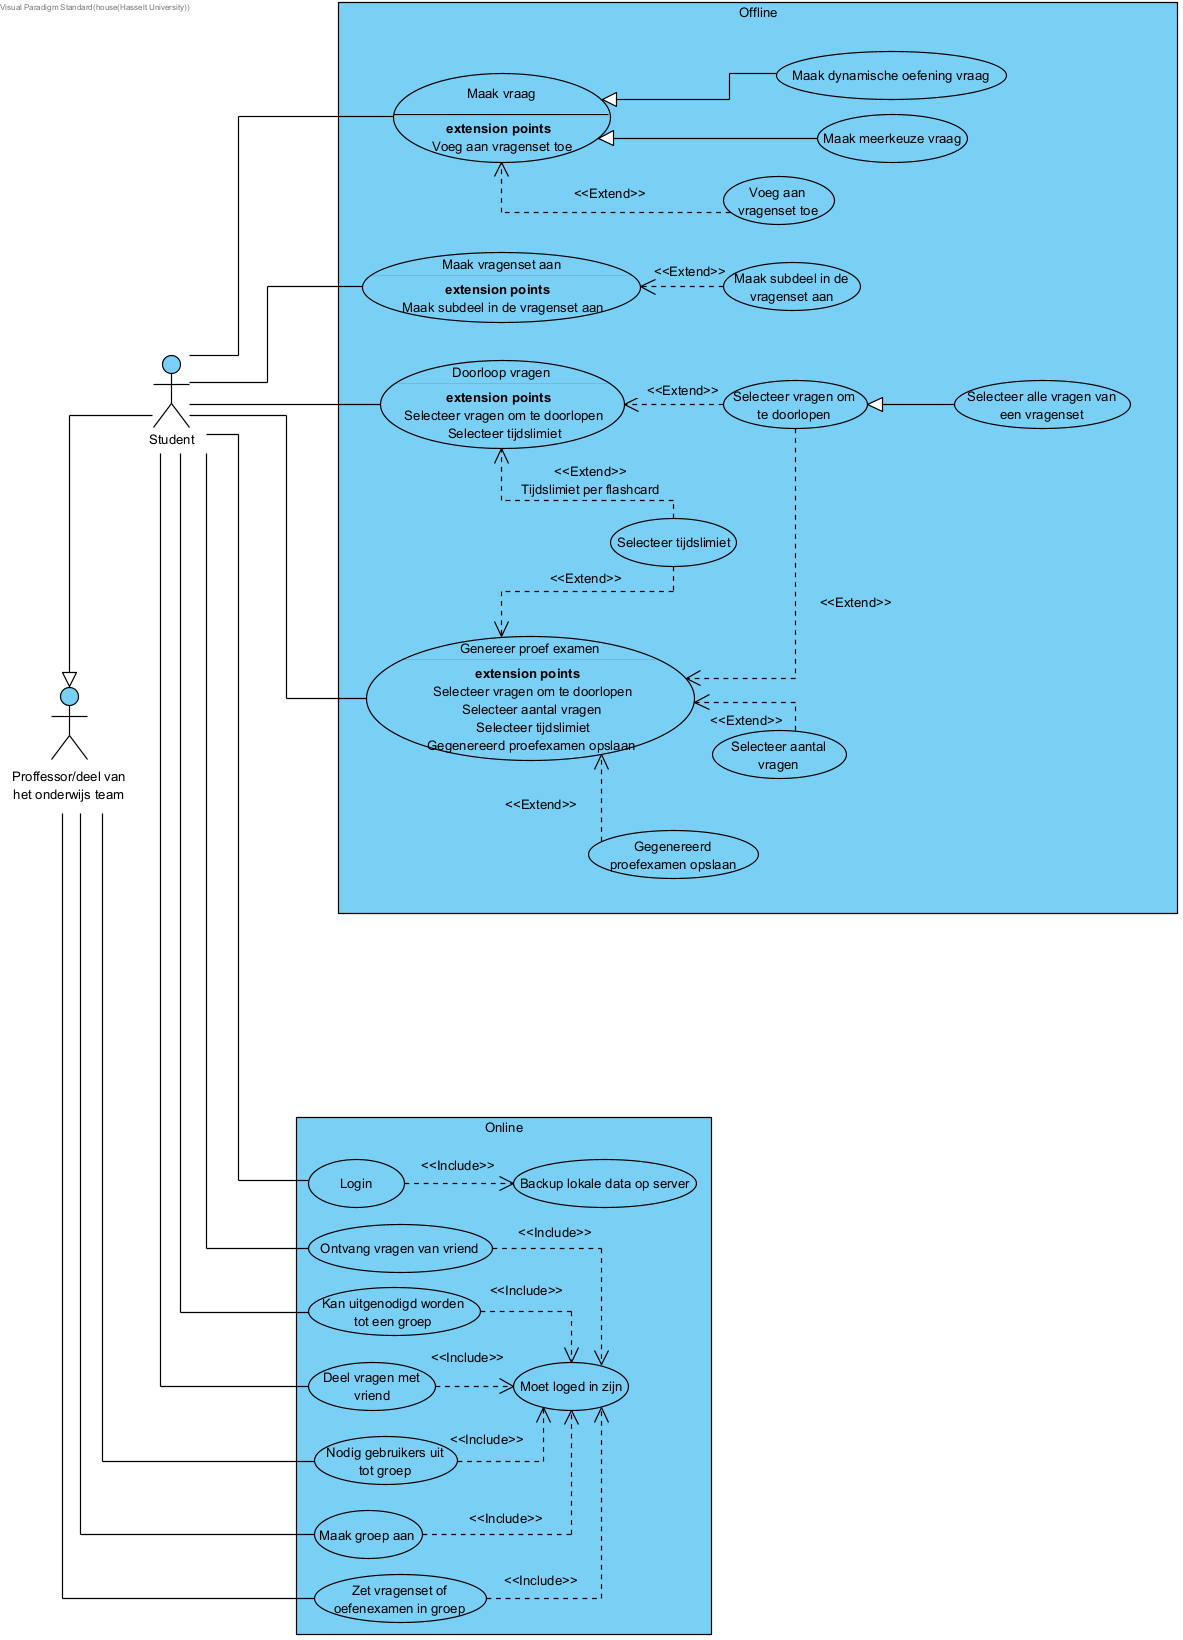 Visual Paradigm Standard(house(Hasselt University))
Offline
Maak vraag
extension points
Voeg aan vragenset toe
Maak dynamische oefening vraag
Maak meerkeuze vraag
<<Extend>>
Voeg aan
vragenset toe
Maak vragenset aan
extension points
Maak subdeel in de vragenset aan
<<Extend>>
Maak subdeel in de
vragenset aan
Doorloop vragen
extension points
Selecteer vragen om te doorlopen
Selecteer tijdslimiet
<<Extend>>
Selecteer vragen om
te doorlopen
Selecteer alle vragen van
een vragenset
Student
<<Extend>>
Tijdslimiet per flashcard
Selecteer tijdslimiet
<<Extend>>
<<Extend>>
Genereer proef examen
extension points
Selecteer vragen om te doorlopen
Selecteer aantal vragen
Selecteer tijdslimiet
Gegenereerd proefexamen opslaan
<<Extend>>
Selecteer aantal
vragen
Proffessor/deel van
het onderwijs team
<<Extend>>
Gegenereerd
proefexamen opslaan
Online
Login
<<Include>>
Backup lokale data op server
Ontvang vragen van vriend
<<Include>>
Kan uitgenodigd worden
tot een groep
<<Include>>
Deel vragen met
vriend
<<Include>>
Moet loged in zijn
Nodig gebruikers uit
tot groep
<<Include>>
Maak groep aan
<<Include>>
Zet vragenset of
oefenexamen in groep
<<Include>>